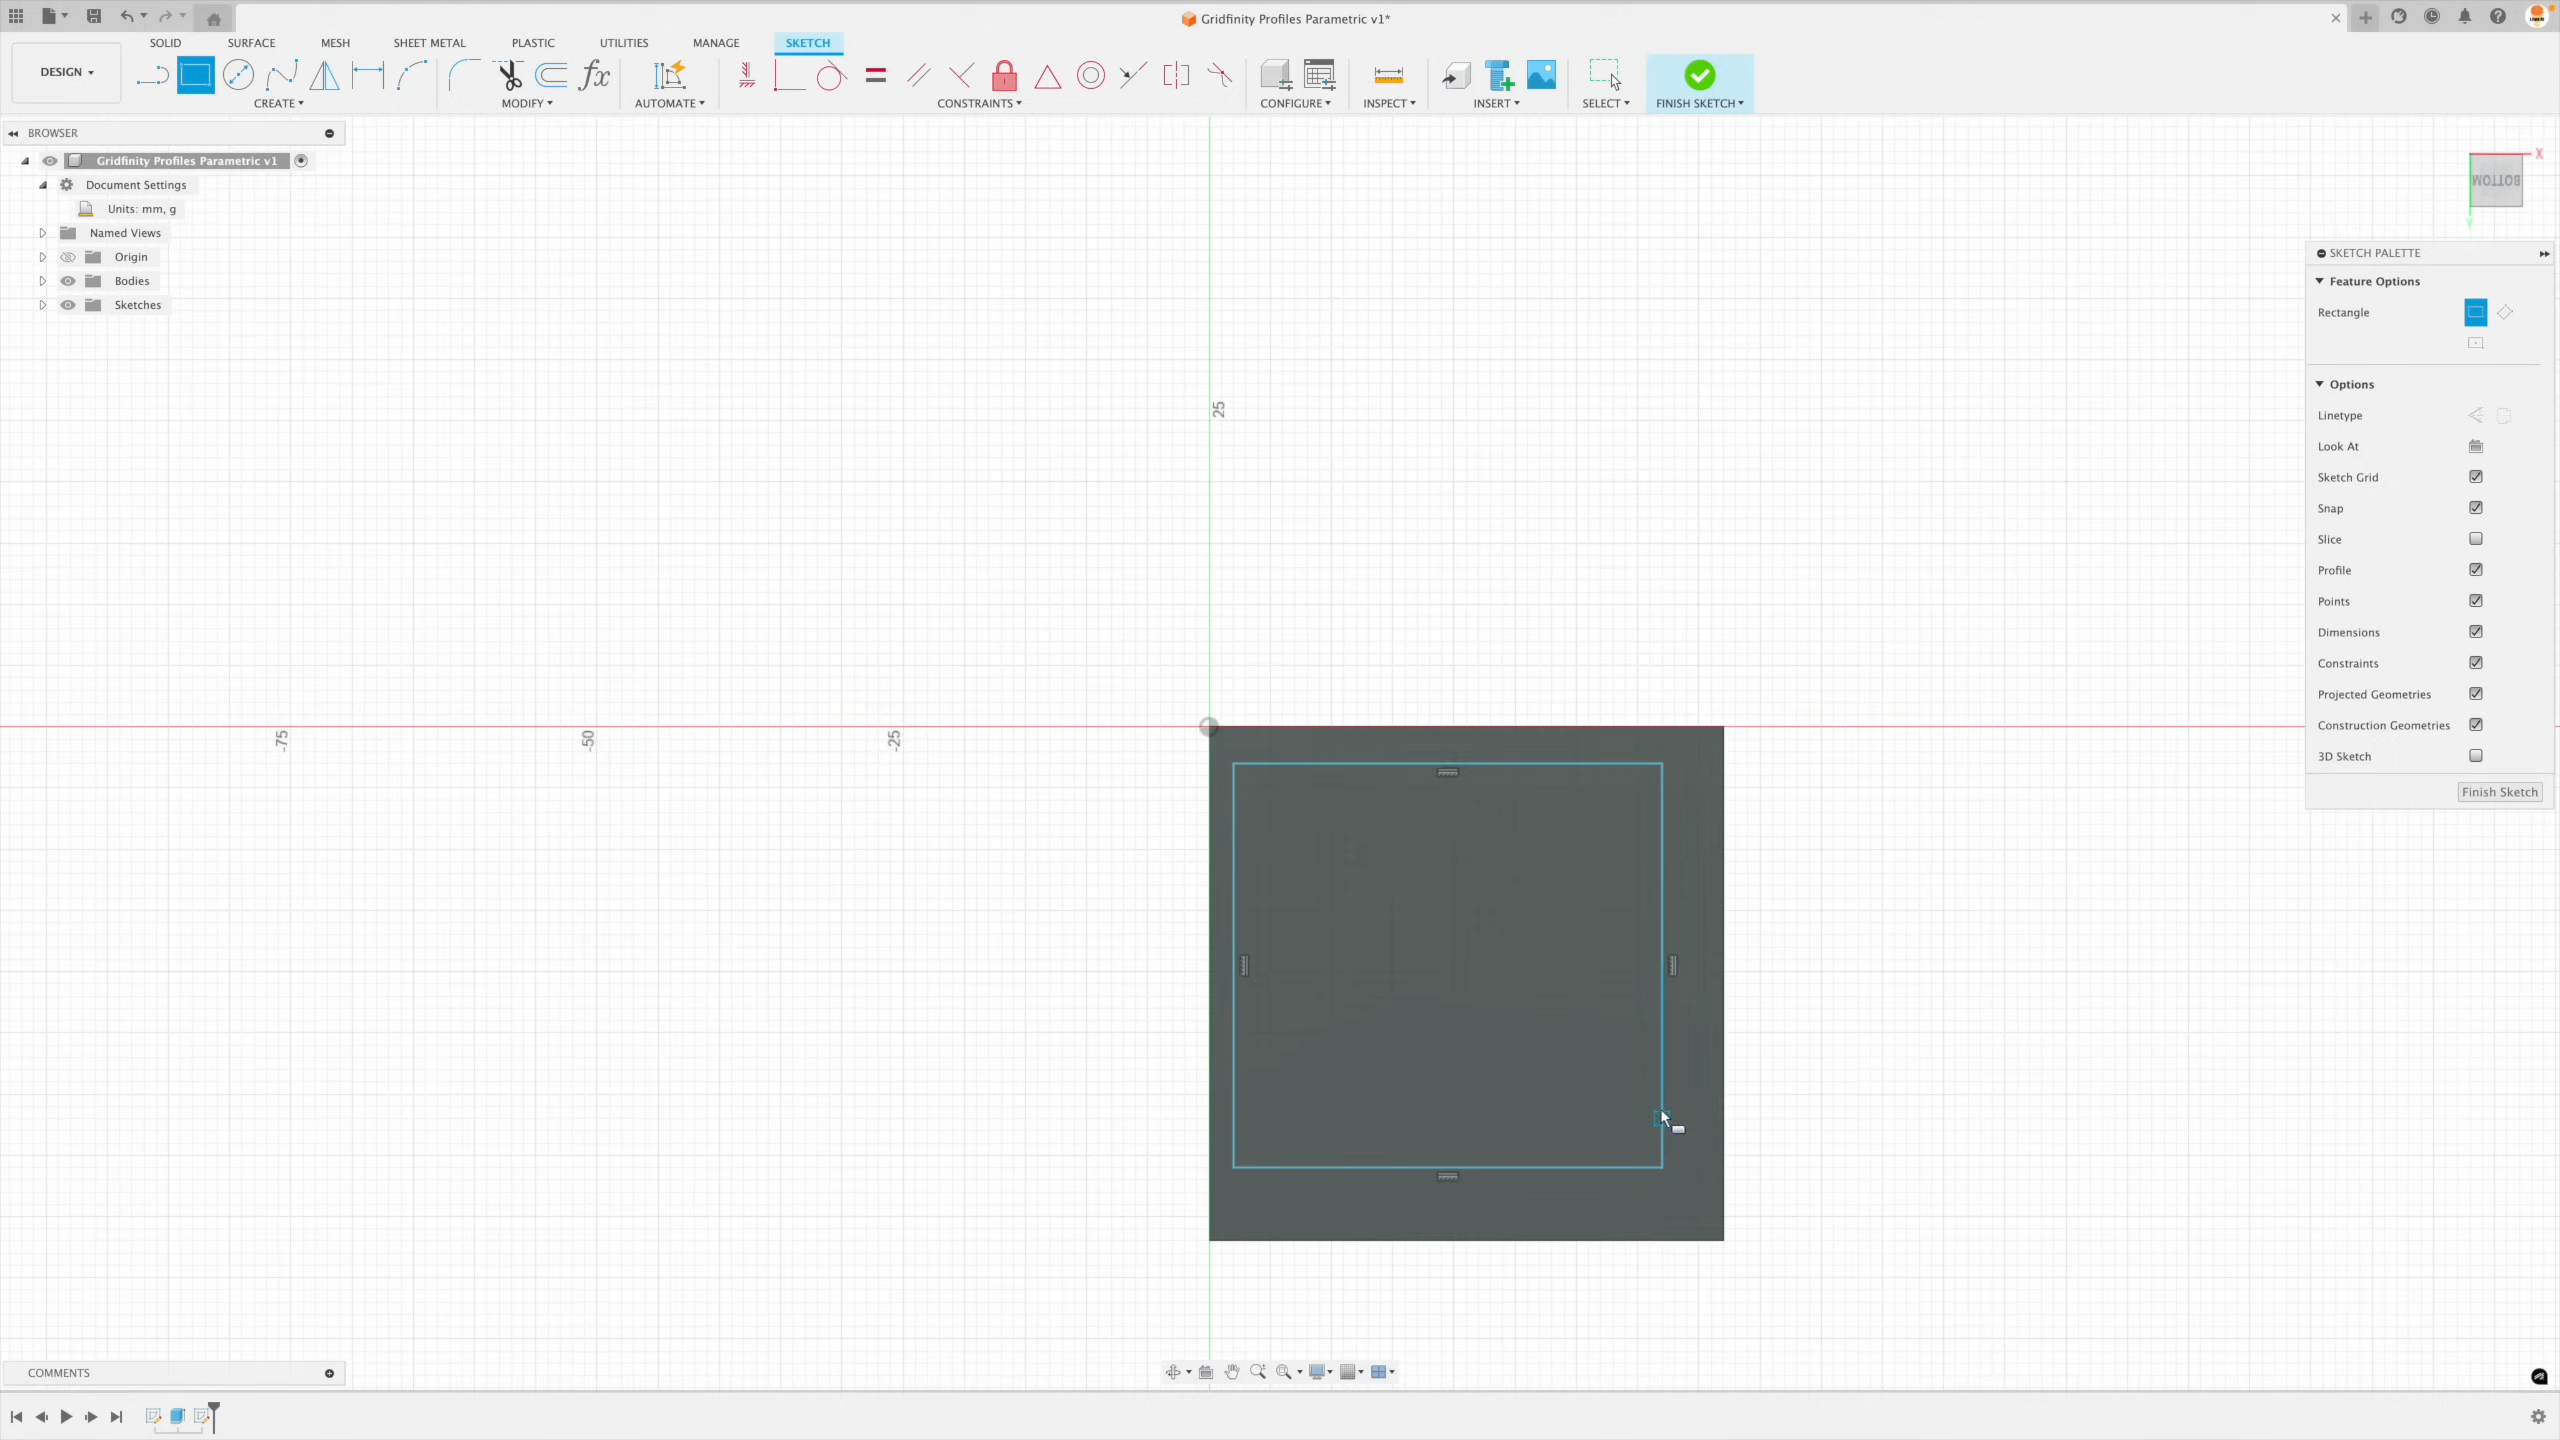 Gridfinity Profiles Parametric v1*
SOLID SURFACE MESH SHEET METAL PLASTIC UTILITIES MANAGE SKETCH
DESIGN
CREATE MODIFY AUTOMATE CONSTRAINTS CONFIGURE INSPECT INSERT SELECT FINISH SKETCH
fx
BROWSER
Gridfinity Profiles Parametric v1
Document Settings
Units: mm, g
Named Views
Origin
Bodies
Sketches
X
BOTTOM
SKETCH PALETTE
Feature Options
Rectangle
Options
Linetype
Look At
Sketch Grid
Snap
Slice
Profile
Points
Dimensions
Constraints
Projected Geometries
Construction Geometries
3D Sketch
Finish Sketch
25
-75
-50
-25
COMMENTS